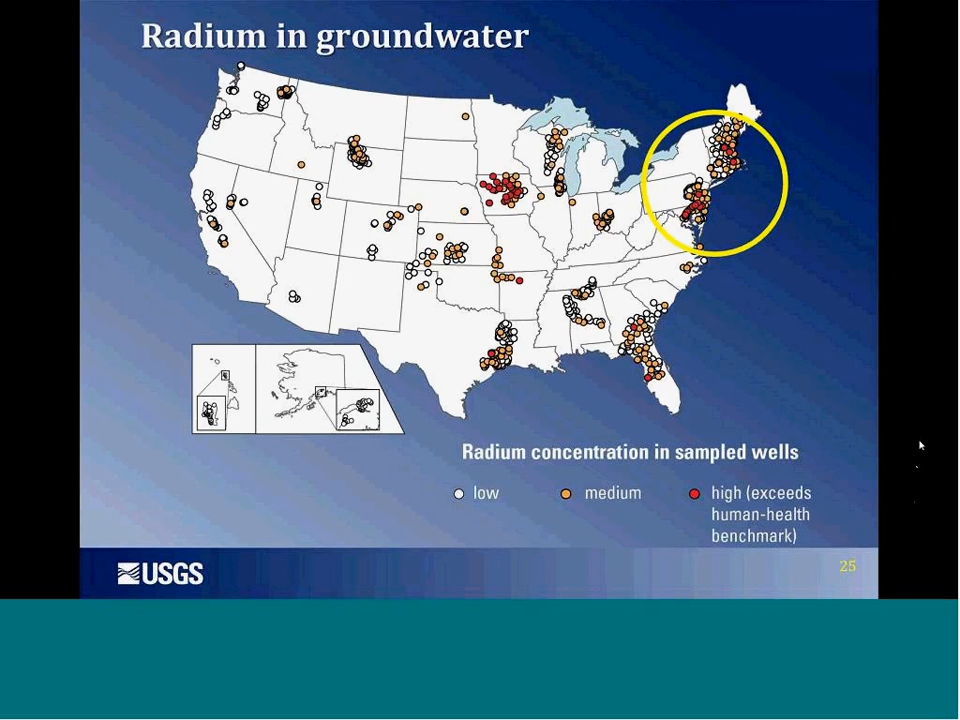 Radium in groundwater
Radium concentration in sampled wells
low
medium
high (exceeds
human-health
benchmark)
USGS
25